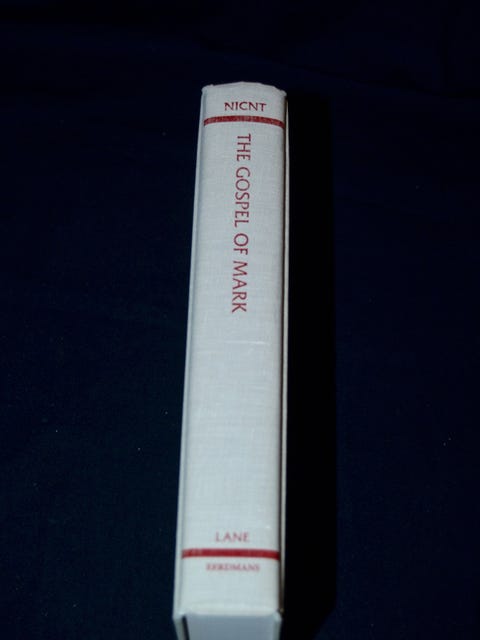 NICNT
THE GOSPEL OF MARK
LANE
EERDMANS